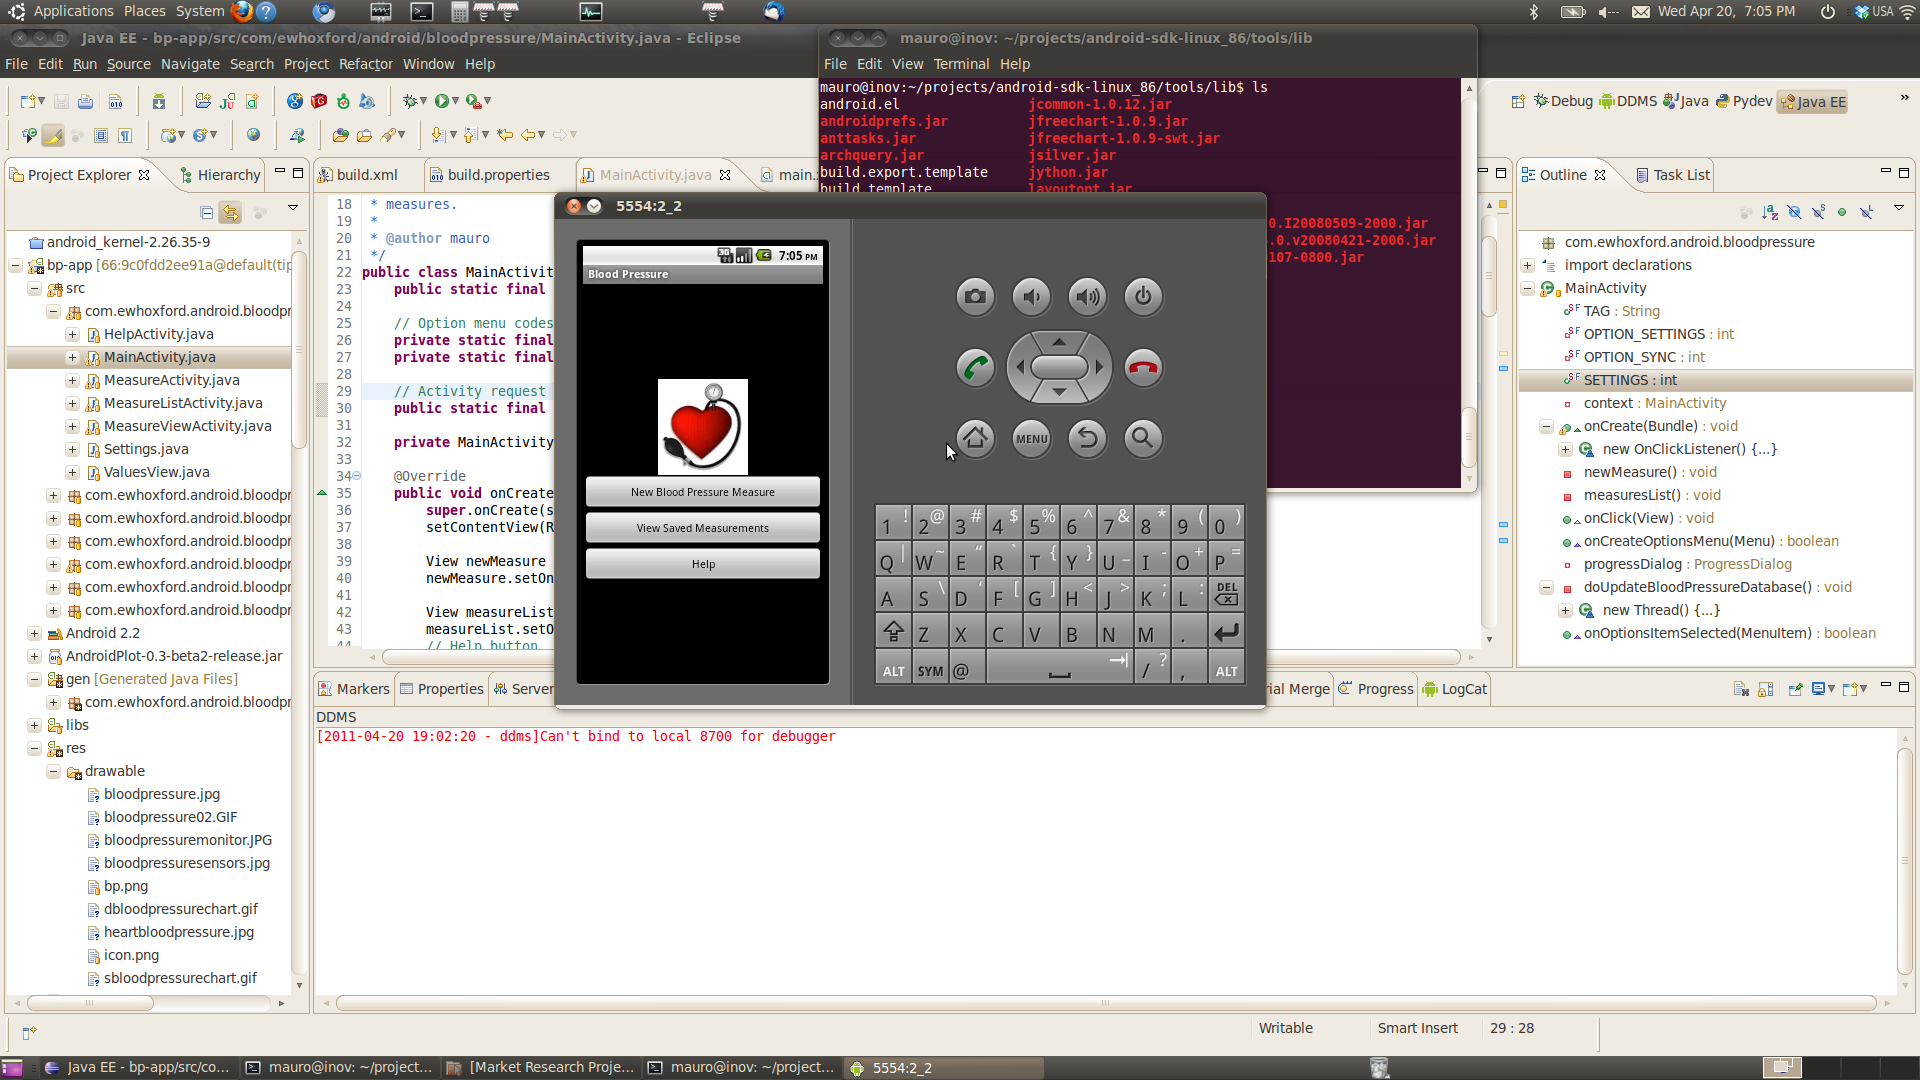 Applications Places System
USA
Wed Apr 20, 7:05 PM
Java EE - bp-app/src/com/ewhoxford/android/bloodpressure/MainActivity.java - Eclipse
File Edit Run Source Navigate Search Project Refactor Window Help
mauro@inov: ~/projects/android-sdk-linux_86/tools/lib
File Edit View Terminal Help
mauro@inov:~/projects/android-sdk-linux_86/tools/lib$ ls
android.el jcommon-1.0.12.jar
androidprefs.jar jfreechart-1.0.9.jar
anttasks.jar jfreechart-1.0.9-swt.jar
archquery.jar jsilver.jar
build.export.template jython.jar
build.template layoutopt.jar
0.I20080509-2000.jar
.0.v20080421-2006.jar
107-0800.jar
Debug DDMS Java Pydev Java EE
Project Explorer Hierarchy
android_kernel-2.26.35-9
bp-app [66:9c0fdd2ee91a@default(tip
src
com.ewhoxford.android.bloodpr
HelpActivity.java
MainActivity.java
MeasureActivity.java
MeasureListActivity.java
MeasureViewActivity.java
Settings.java
ValuesView.java
com.ewhoxford.android.bloodpr
com.ewhoxford.android.bloodpr
com.ewhoxford.android.bloodpr
com.ewhoxford.android.bloodpr
com.ewhoxford.android.bloodpr
com.ewhoxford.android.bloodpr
Android 2.2
AndroidPlot-0.3-beta2-release.jar
gen [Generated Java Files]
com.ewhoxford.android.bloodpr
libs
res
drawable
bloodpressure.jpg
bloodpressure02.GIF
bloodpressuremonitor.JPG
bloodpressuresensors.jpg
bp.png
dbloodpressurechart.gif
heartbloodpressure.jpg
icon.png
sbloodpressurechart.gif
build.xml build.properties MainActivity.java main.
18 * measures.
19 *
20 * @author mauro
21 */
22 public class MainActivit
23 public static final
24
25 // Option menu codes
26 private static final
27 private static final
28
29 // Activity request
30 public static final
31
32 private MainActivity
33
34 @Override
35 public void onCreate
36 super.onCreate(s
37 setContentView(R
38
39 View newMeasure
40 newMeasure.setOn
41
42 View measureList
43 measureList.setO
44 // Help button
5554:2_2
3G 7:05 PM
Blood Pressure
New Blood Pressure Measure
View Saved Measurements
Help
MENU
1 ! 2 @ 3 # 4 $ 5 % 6 ^ 7 & 8 * 9 ( 0 )
Q | W ~ E “ R ` T { Y } U _ I - O + P =
A S \ D ‘ F [ G ] H < J > K ; L : DEL
Z X C V B N M .
ALT SYM @ / ? , ALT
Outline Task List
com.ewhoxford.android.bloodpressure
import declarations
MainActivity
TAG : String
OPTION_SETTINGS : int
OPTION_SYNC : int
SETTINGS : int
context : MainActivity
onCreate(Bundle) : void
new OnClickListener() {...}
newMeasure() : void
measuresList() : void
onClick(View) : void
onCreateOptionsMenu(Menu) : boolean
progressDialog : ProgressDialog
doUpdateBloodPressureDatabase() : void
new Thread() {...}
onOptionsItemSelected(MenuItem) : boolean
Markers Properties Server
ial Merge Progress LogCat
DDMS
[2011-04-20 19:02:20 - ddms]Can't bind to local 8700 for debugger
Writable Smart Insert 29 : 28
Java EE - bp-app/src/co... mauro@inov: ~/project... [Market Research Proje... mauro@inov: ~/project... 5554:2_2